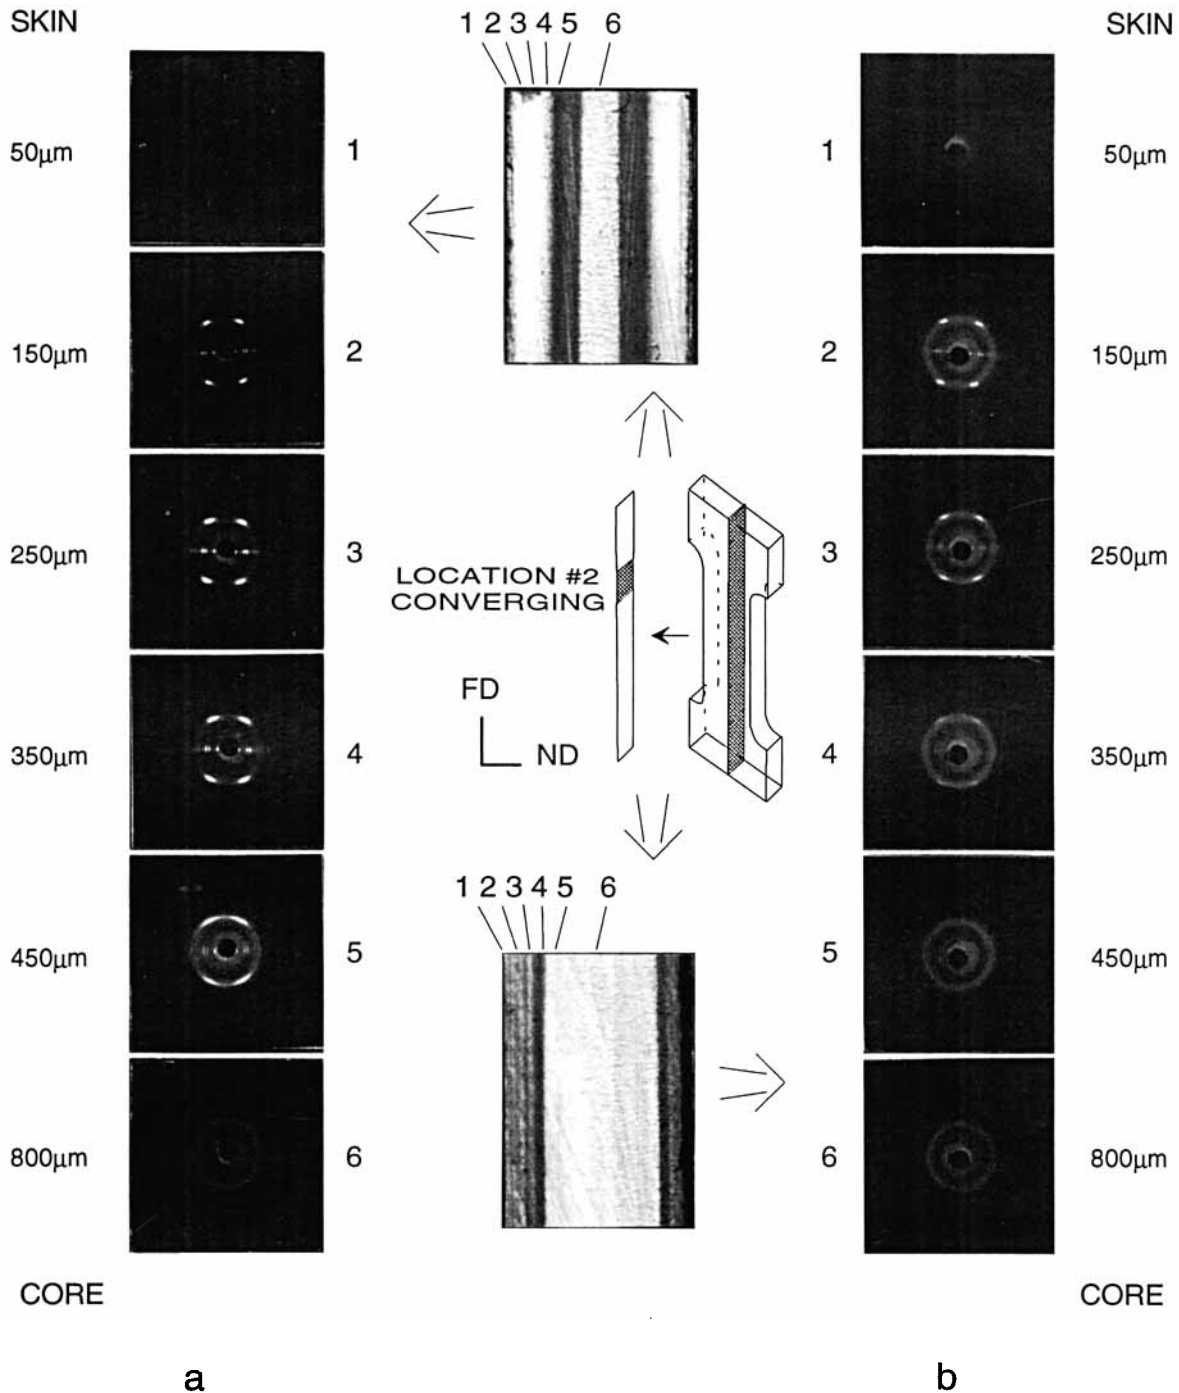 SKIN
1 2 3 4 5 6
SKIN
50µm
1
1
50µm
150µm
2
2
150µm
250µm
3
3
250µm
LOCATION #2
CONVERGING
FD
ND
350µm
4
4
350µm
1 2 3 4 5 6
450µm
5
5
450µm
800µm
6
6
800µm
CORE
CORE
a
b